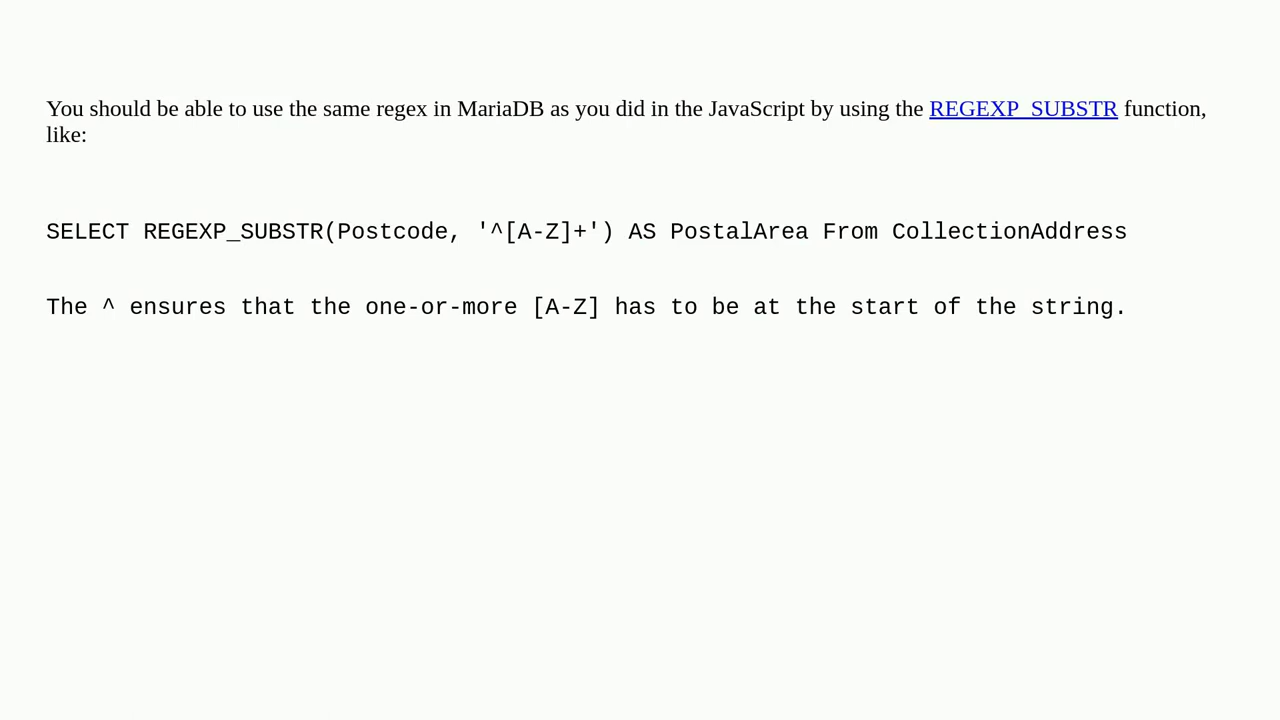 You should be able to use the same regex in MariaDB as you did in the JavaScript by using the REGEXP_SUBSTR function,
like:
SELECT REGEXP_SUBSTR(Postcode, '^[A-Z]+') AS PostalArea From CollectionAddress
The ^ ensures that the one-or-more [A-Z] has to be at the start of the string.